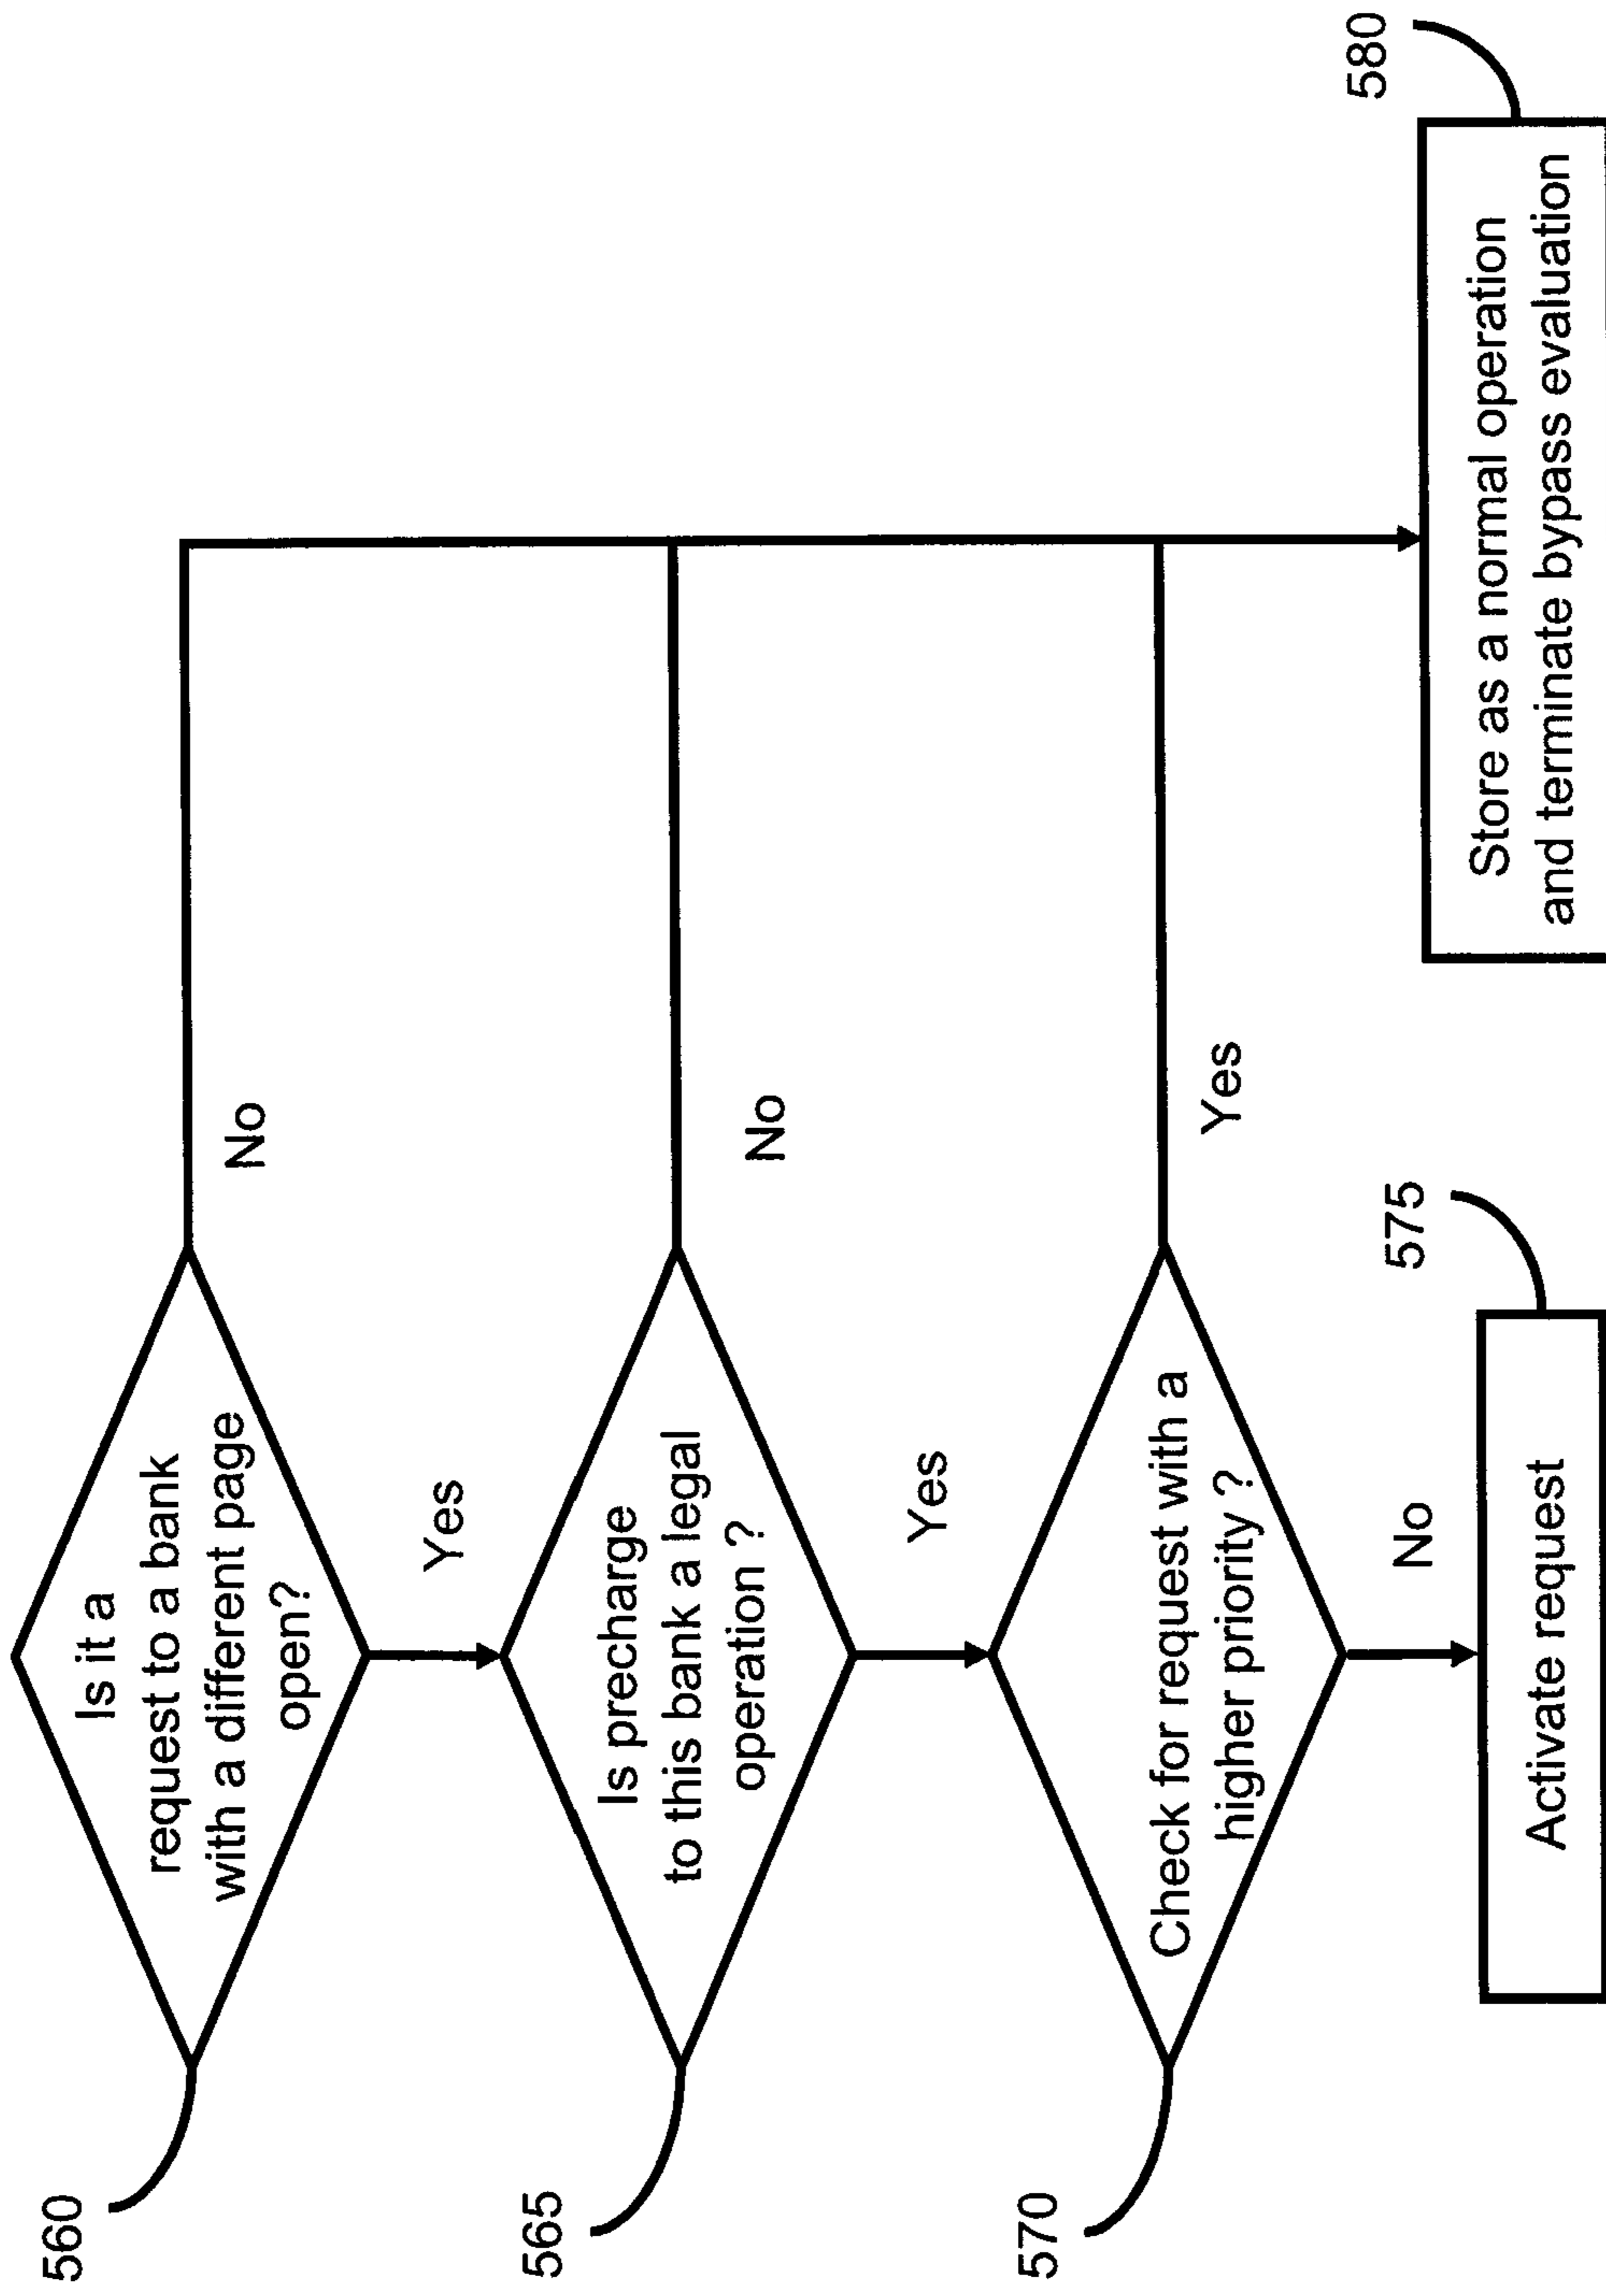 560
Is it a
request to a bank
with a different page
open?
No
Yes
565
Is precharge
to this bank a legal
operation ?
No
Yes
570
Check for request with a
higher priority ?
Yes
No
575
Activate request
580
Store as a normal operation
and terminate bypass evaluation